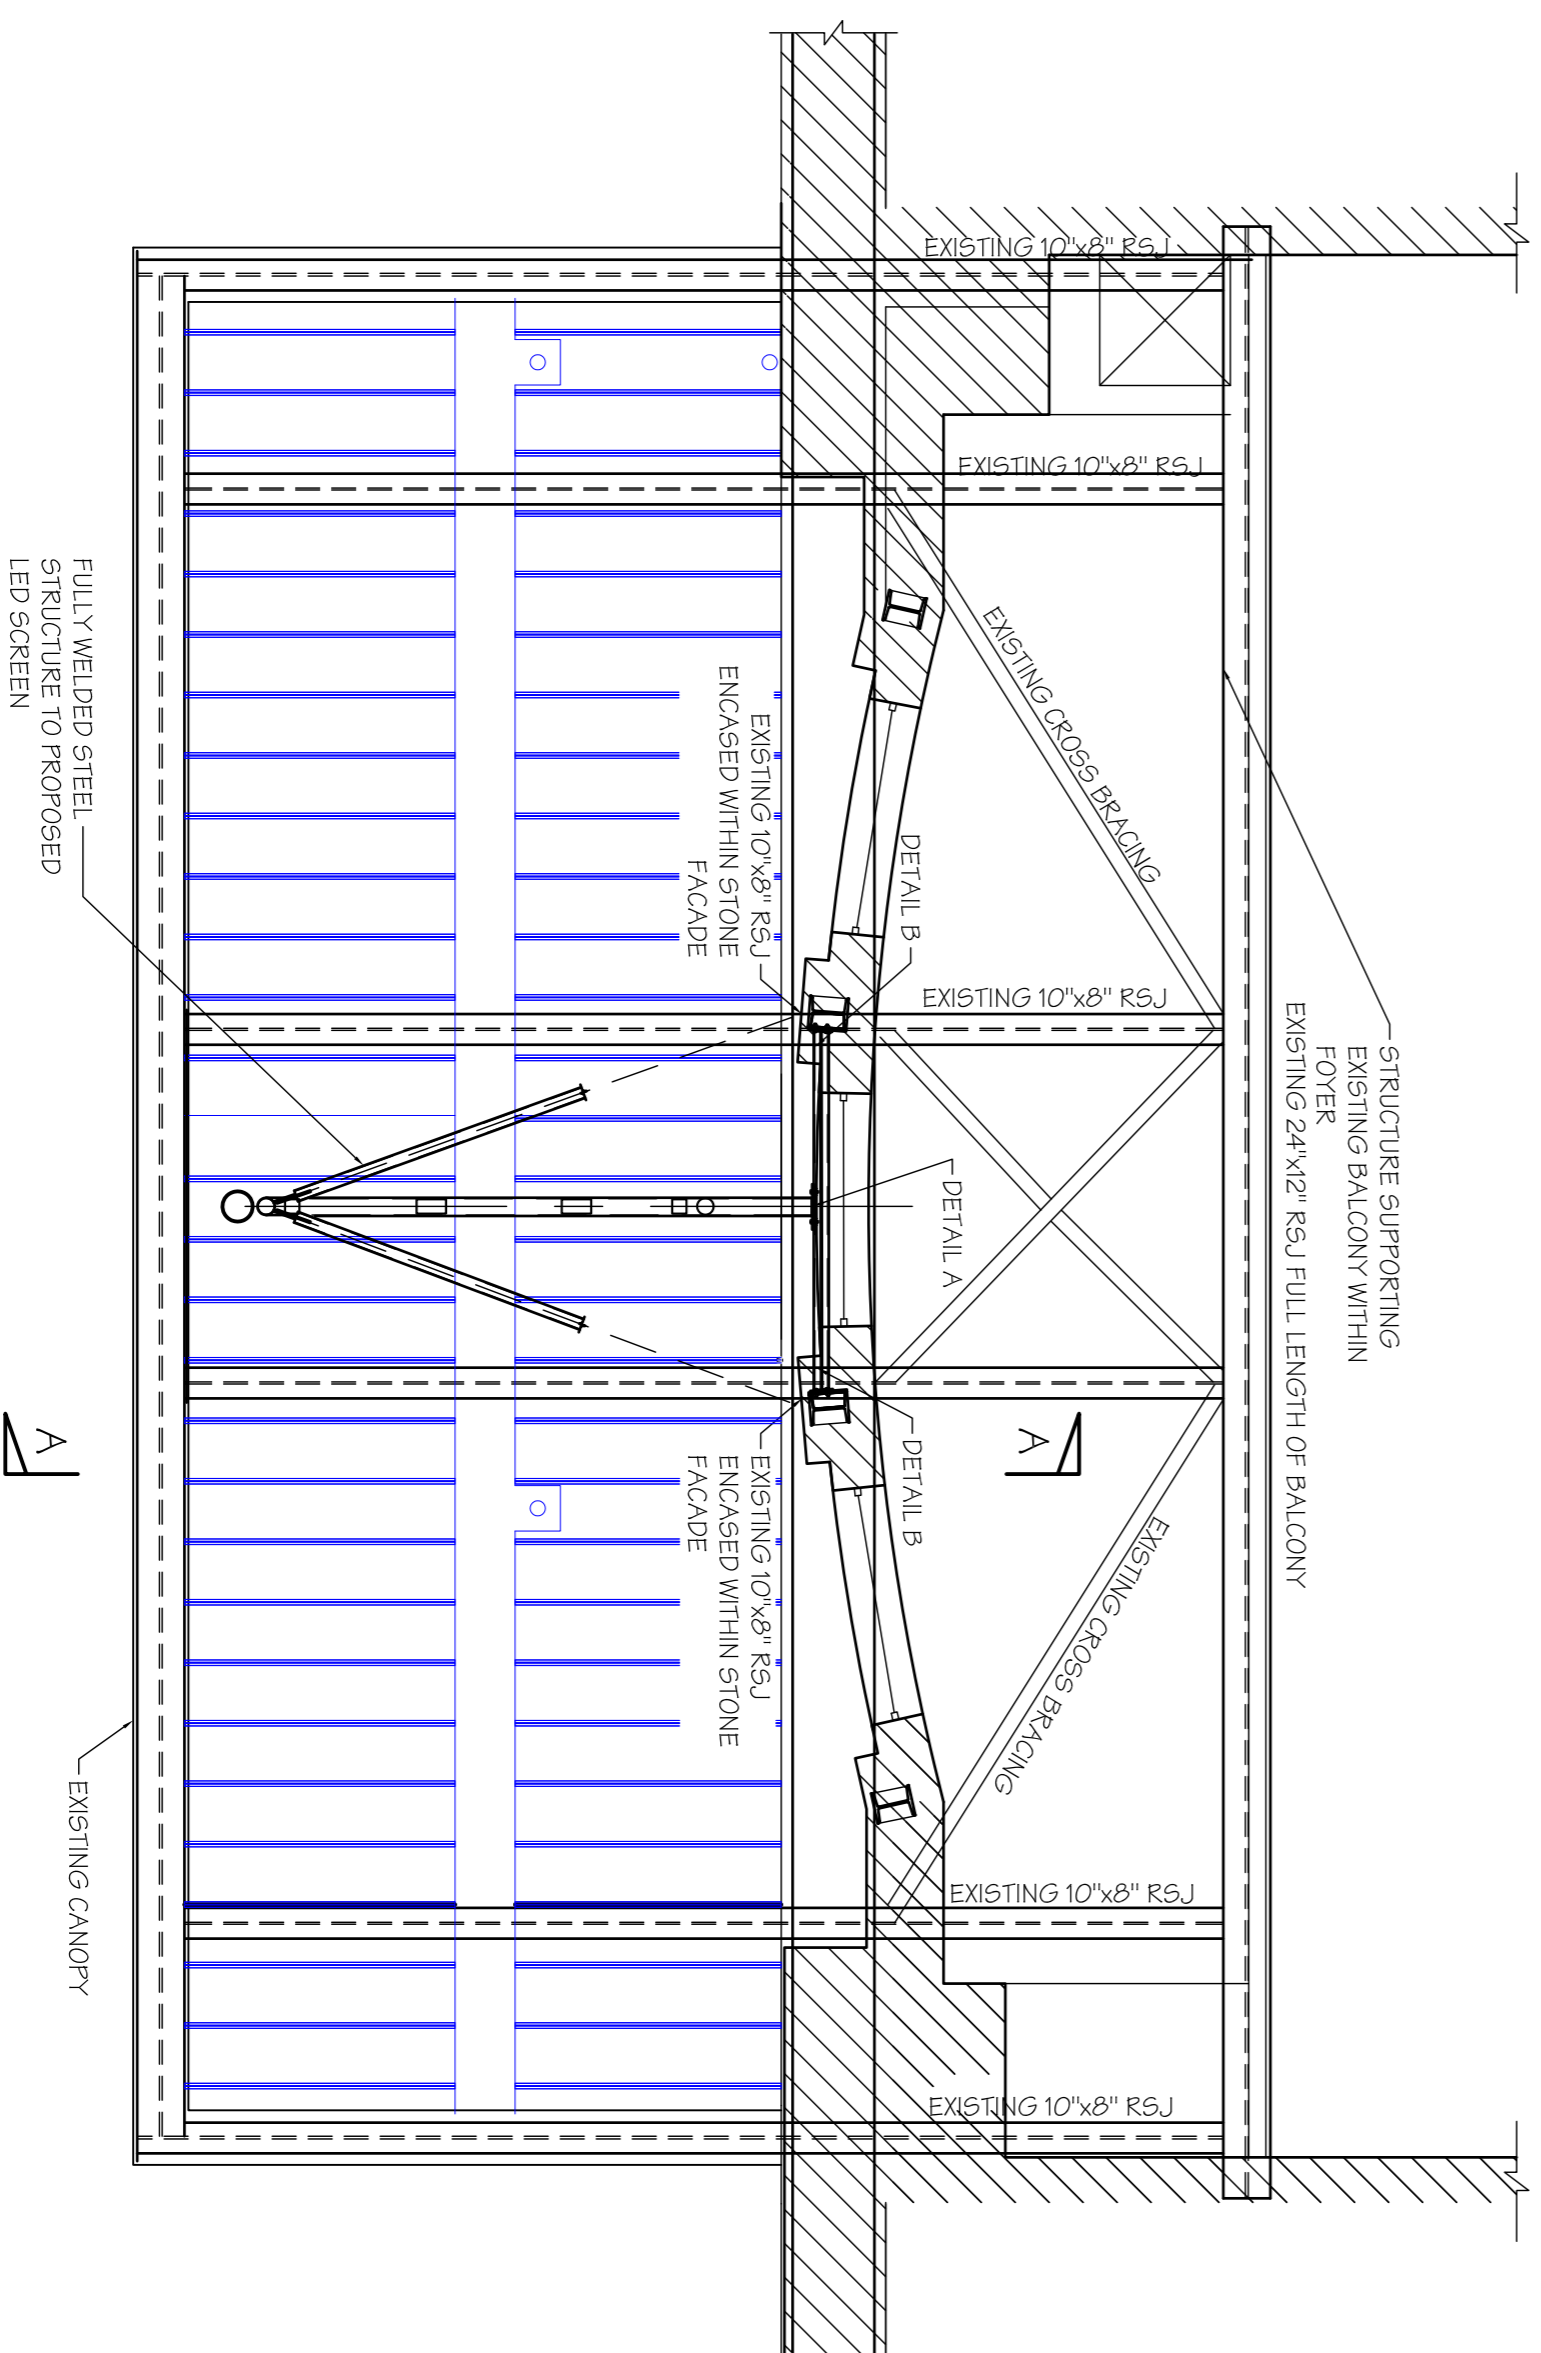 EXISTING 10"x8" RSJ
EXISTING 10"x8" RSJ
EXISTING CROSS BRACING
EXISTING 10"x8" RSJ
STRUCTURE SUPPORTING
EXISTING BALCONY WITHIN
FOYER
EXISTING 24"x12" RSJ FULL LENGTH OF BALCONY
FULLY WELDED STEEL
STRUCTURE TO PROPOSED
LED SCREEN
EXISTING 10"x8" RSJ
ENCASED WITHIN STONE
FACADE
DETAIL B
DETAIL A
DETAIL B
EXISTING 10"x8" RSJ
ENCASED WITHIN STONE
FACADE
A
A
EXISTING CROSS BRACING
EXISTING CANOPY
EXISTING 10"x8" RSJ
EXISTING 10"x8" RSJ